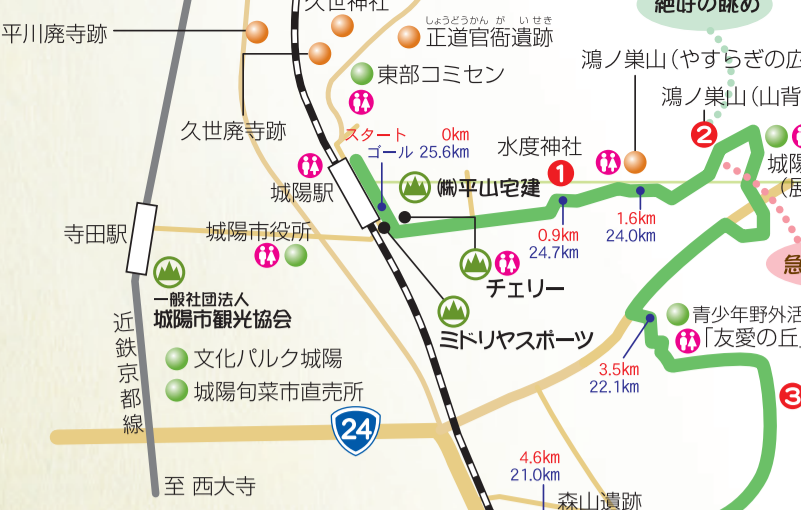 久世神社
絶好の眺め
平川廃寺跡
しょうどうかん が いせき
正道官衙遺跡
鴻ノ巣山(やすらぎの広
東部コミセン
鴻ノ巣山(山背
久世廃寺跡
スタート 0km
ゴール 25.6km
水度神社
2
1
城陽
(展
城陽駅
(株)平山宅建
1.6km
24.0km
0.9km
24.7km
寺田駅
城陽市役所
急
チェリー
一般社団法人
城陽市観光協会
青少年野外活
「友愛の丘」
ミドリヤスポーツ
近鉄京都線
文化パルク城陽
城陽旬菜市直売所
3.5km
22.1km
3
24
4.6km
21.0km
至 西大寺
森山遺跡